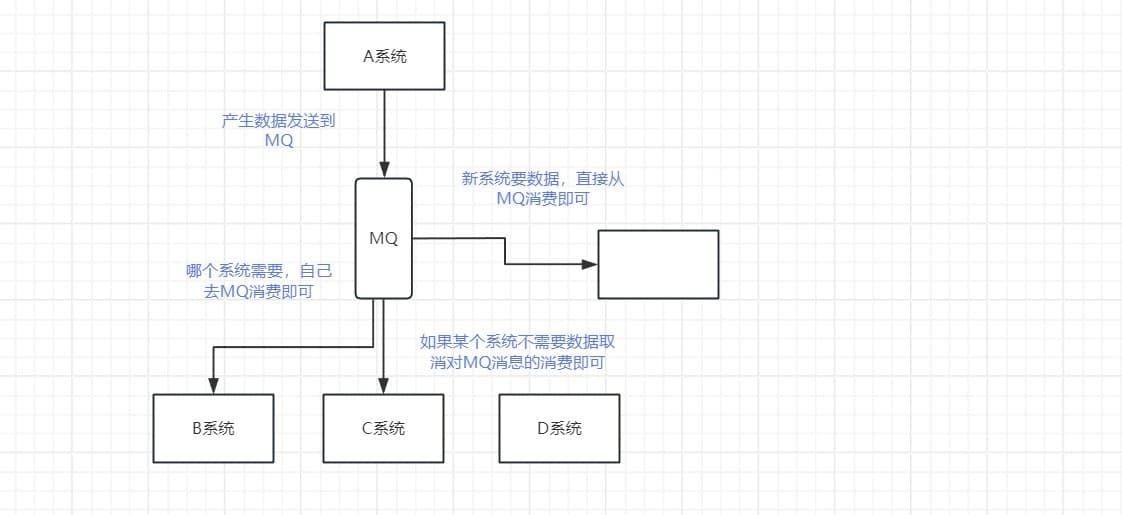 A系统
产生数据发送到
MQ
新系统要数据，直接从
MQ消费即可
MQ
哪个系统需要，自己
去MQ消费即可
如果某个系统不需要数据取
消对MQ消息的消费即可
B系统
C系统
D系统